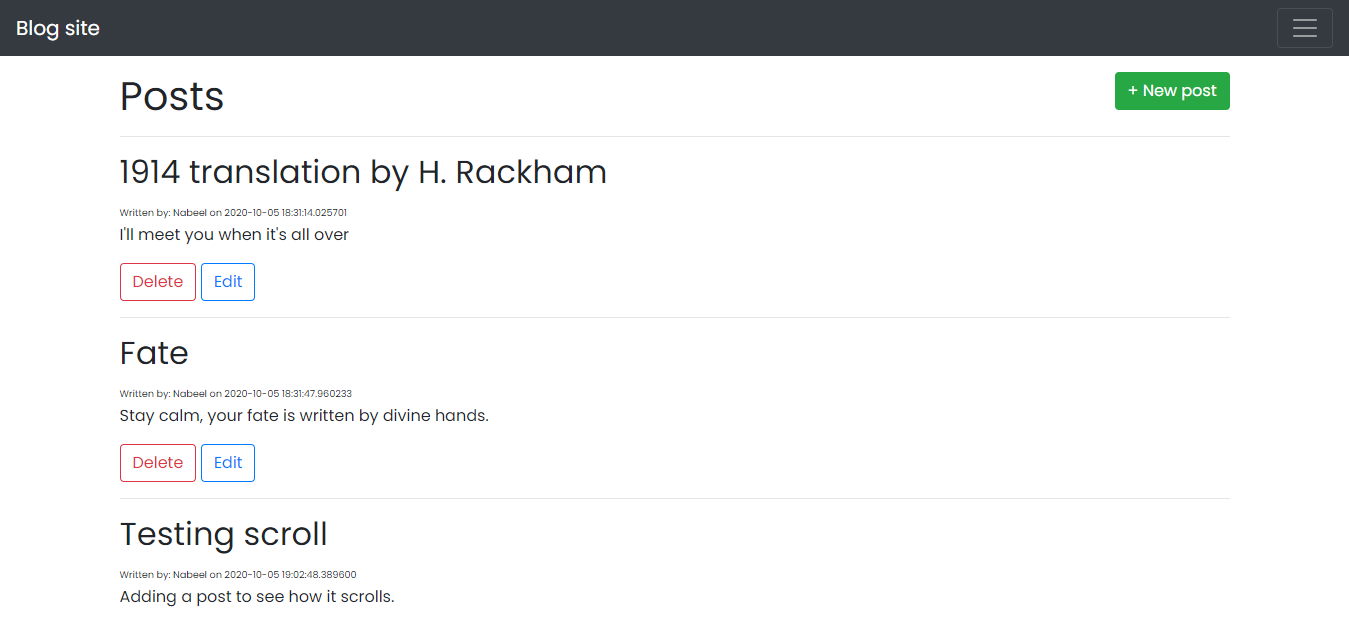 Blog site
Posts
+ New post
1914 translation by H. Rackham
Written by: Nabeel on 2020-10-05 18:31:14.025701
I'll meet you when it's all over
Delete Edit
Fate
Written by: Nabeel on 2020-10-05 18:31:47.960233
Stay calm, your fate is written by divine hands.
Delete Edit
Testing scroll
Written by: Nabeel on 2020-10-05 19:02:48.389600
Adding a post to see how it scrolls.